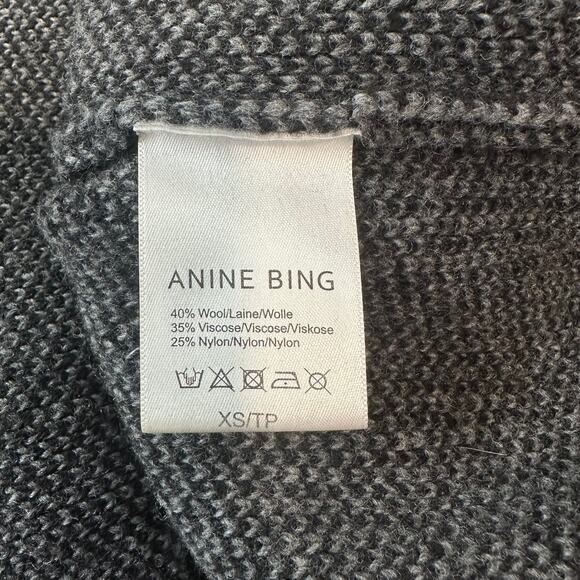 ANINE BING
40% Wool/Laine/Wolle
35% Viscose/Viscose/Viskose
25% Nylon/Nylon/Nylon
XS/TP